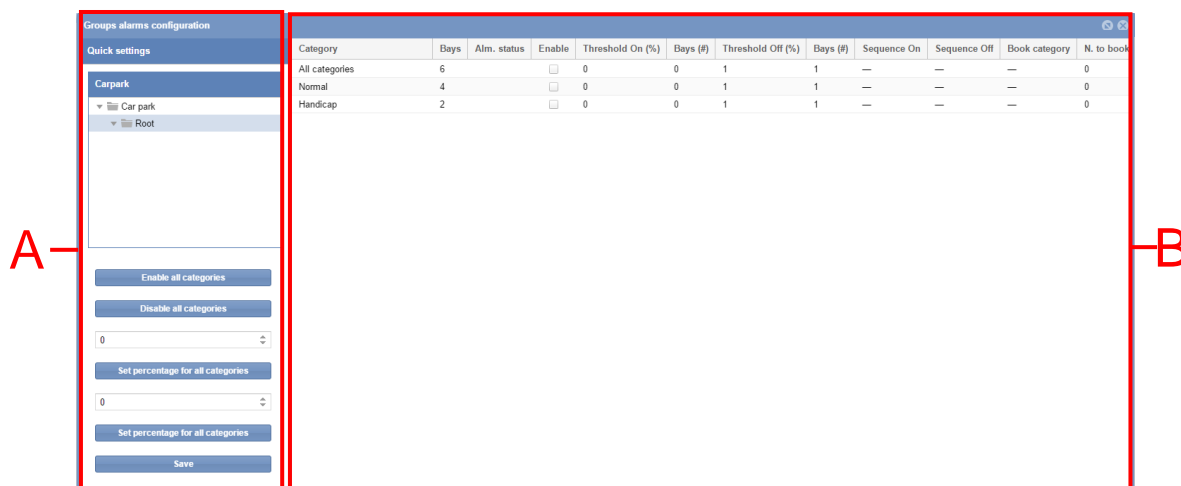 Groups alarms configuration
Quick settings
Carpark
Car park
Root
Enable all categories
Disable all categories
0
Set percentage for all categories
0
Set percentage for all categories
Save
A
Category Bays Alm. status Enable Threshold On (%) Bays (#) Threshold Off (%) Bays (#) Sequence On Sequence Off Book category N. to book
All categories 6 0 0 1 1 — — — 0
Normal 4 0 0 1 1 — — — 0
Handicap 2 0 0 1 1 — — — 0
B